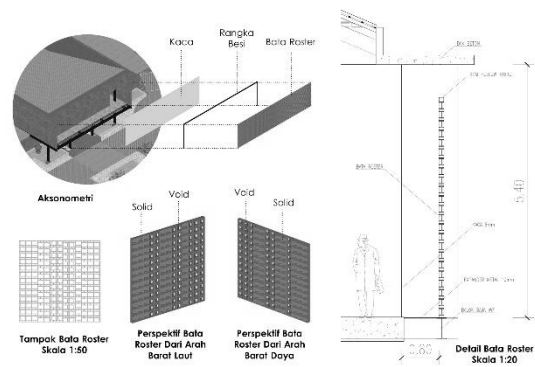 Kaca
Rangka
Besi
Bata Roster
Aksonometri
Solid
Void
Void
Solid
Tampak Bata Roster
Skala 1:50
Perspektif Bata
Roster Dari Arah
Barat Laut
Perspektif Bata
Roster Dari Arah
Barat Daya
BATA ROSTER
5.40
0.80
Detail Bata Roster
Skala 1:20